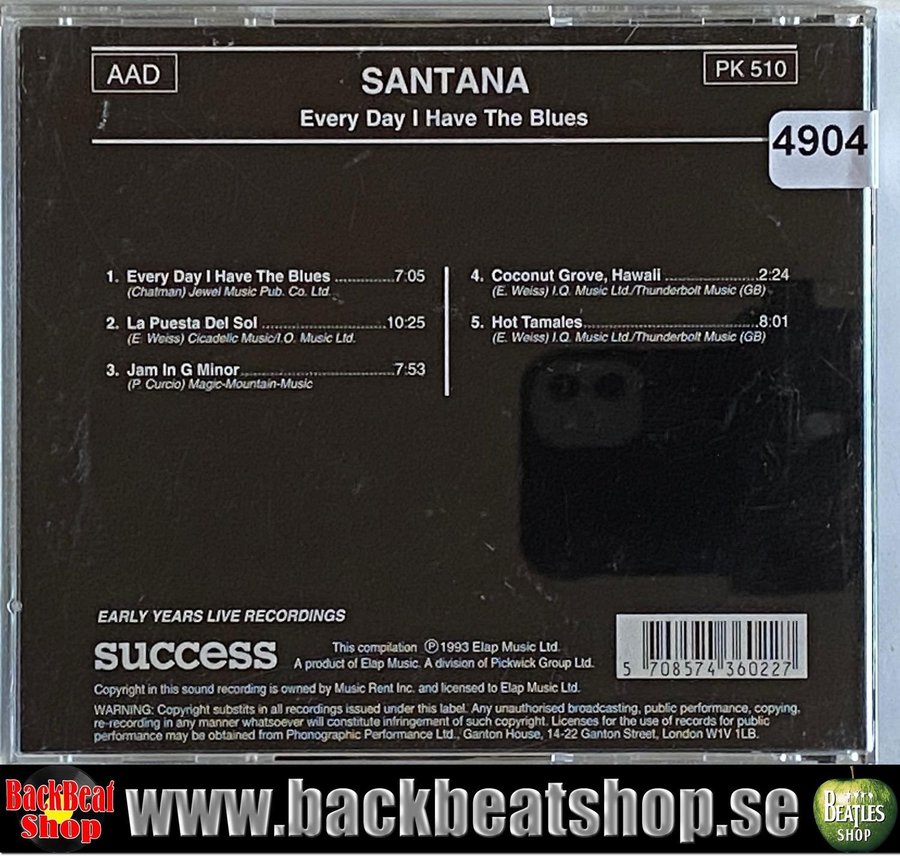 AAD
SANTANA
PK 510
Every Day I Have The Blues
4904
1. Every Day I Have The Blues ............7:05
(Chatman) Jewel Music Pub. Co. Ltd.
2. La Puesta Del Sol ............10:25
(E. Weiss) Cicadelic Music/I.O. Music Ltd.
3. Jam In G Minor............7:53
(P. Curcio) Magic-Mountain-Music
4. Coconut Grove, Hawaii ............2:24
(E. Weiss) I.Q. Music Ltd./Thunderbolt Music (GB)
5. Hot Tamales............8:01
(E. Weiss) I.Q. Music Ltd./Thunderbolt Music (GB)
EARLY YEARS LIVE RECORDINGS
success
This compilation Ⓟ1993 Elap Music Ltd.
A product of Elap Music. A division of Pickwick Group Ltd.
5 708574 360227
Copyright in this sound recording is owned by Music Rent Inc. and licensed to Elap Music Ltd.
WARNING: Copyright substits in all recordings issued under this label. Any unauthorised broadcasting, public performance, copying,
re-recording in any manner whatsoever will constitute infringement of such copyright. Licenses for the use of records for public
performance may be obtained from Phonographic Performance Ltd., Ganton House, 14-22 Ganton Street, London W1V 1LB.
BackBeat
Shop
www.backbeatshop.se
BEATLES
SHOP